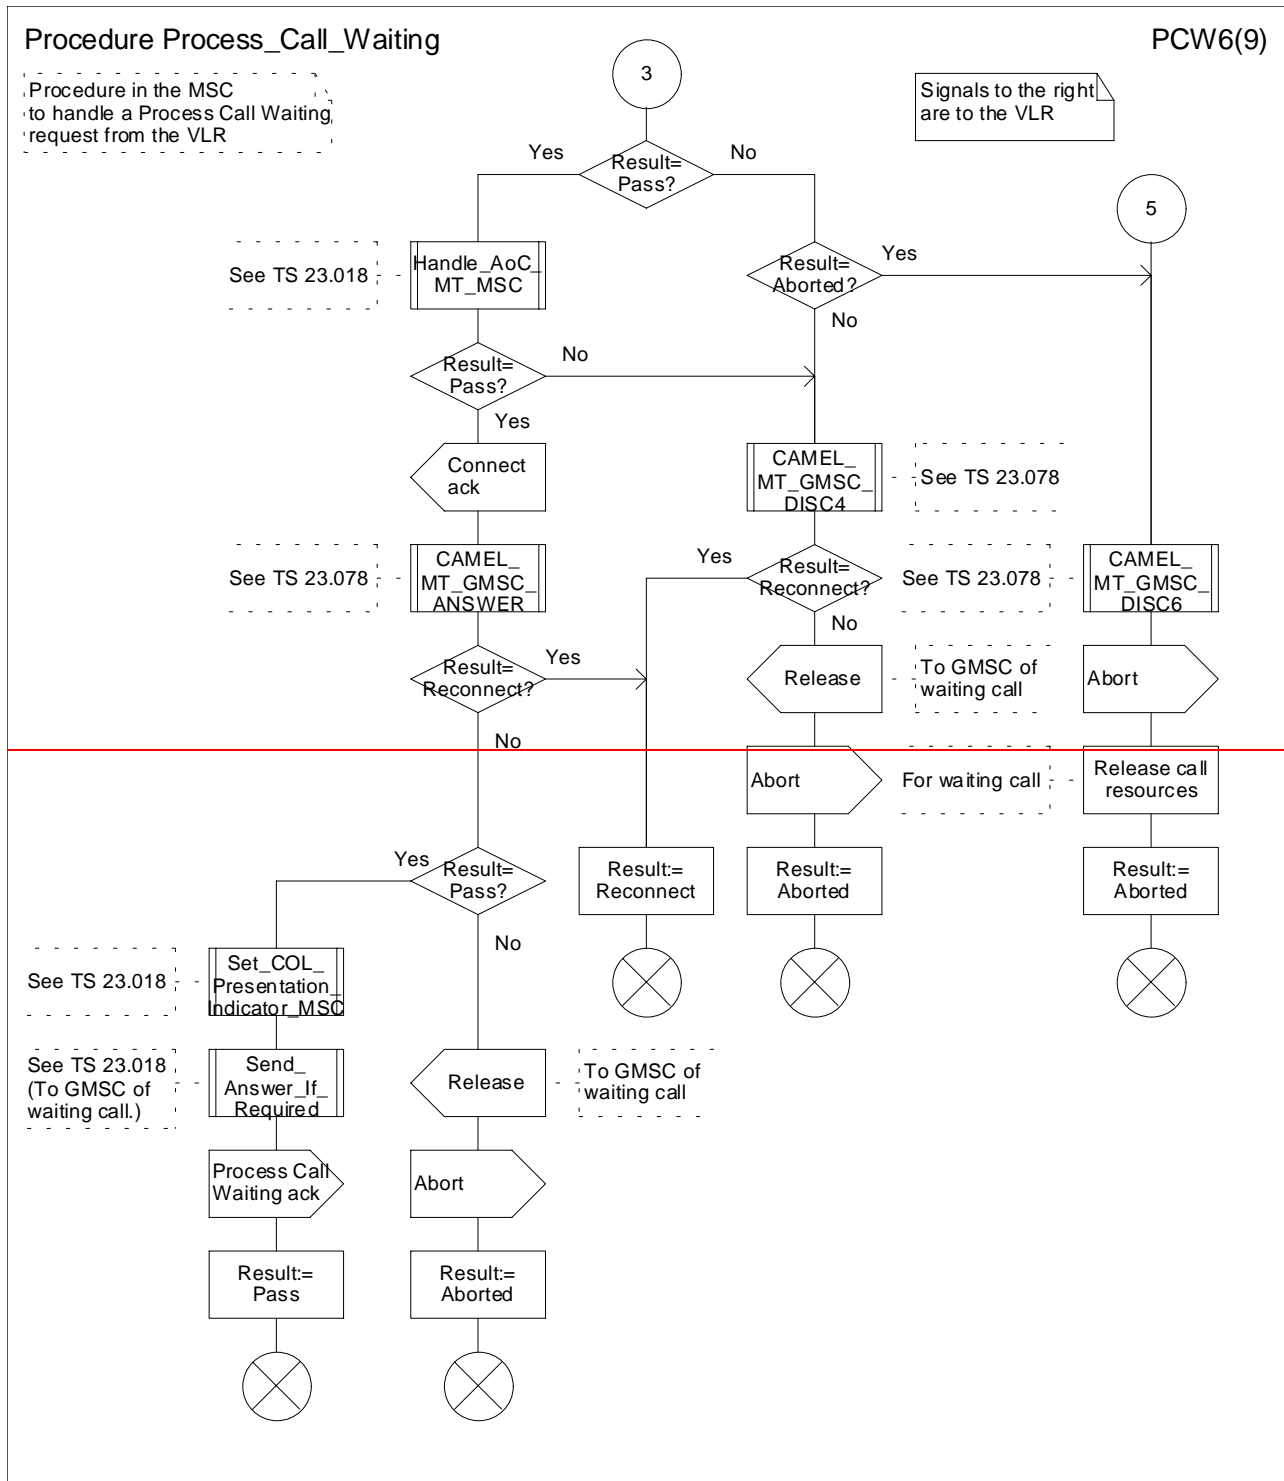 Procedure Process_Call_Waiting
PCW6(9)
Procedure in the MSC
to handle a Process Call Waiting
request from the VLR
3
Signals to the right
are to the VLR
Yes
Result=
Pass?
No
5
See TS 23.018
Handle_AoC_
MT_MSC
Result=
Aborted?
Yes
No
Result=
Pass?
No
Yes
Connect
ack
CAMEL_
MT_GMSC_
DISC4
See TS 23.078
See TS 23.078
CAMEL_
MT_GMSC_
ANSWER
Yes
Result=
Reconnect?
No
See TS 23.078
CAMEL_
MT_GMSC_
DISC6
Result=
Reconnect?
Yes
No
Release
To GMSC of
waiting call
Abort
Abort
For waiting call
Release call
resources
Yes
Result=
Pass?
No
Result:=
Reconnect
Result:=
Aborted
Result:=
Aborted
See TS 23.018
Set_COL_
Presentation_
Indicator_MSC
See TS 23.018
(To GMSC of
waiting call.)
Send_
Answer_If_
Required
Release
To GMSC of
waiting call
Process Call
Waiting ack
Abort
Result:=
Pass
Result:=
Aborted